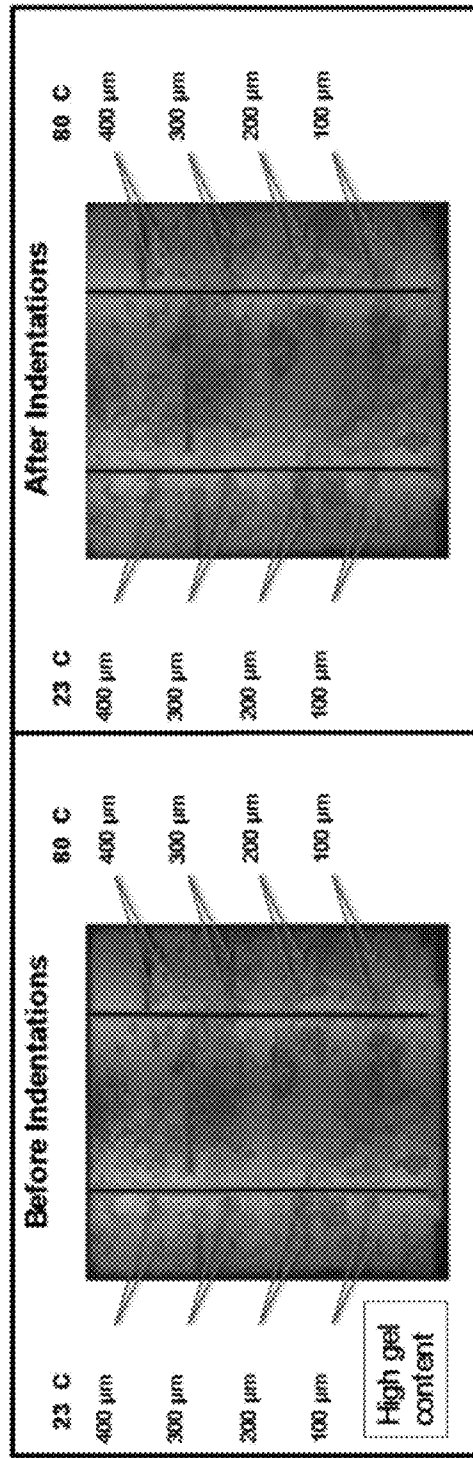 Before Indentations
23 C
80 C
400 µm
300 µm
200 µm
100 µm
400 µm
300 µm
200 µm
100 µm
High gel
content
After Indentations
23 C
80 C
400 µm
300 µm
200 µm
100 µm
400 µm
300 µm
200 µm
100 µm